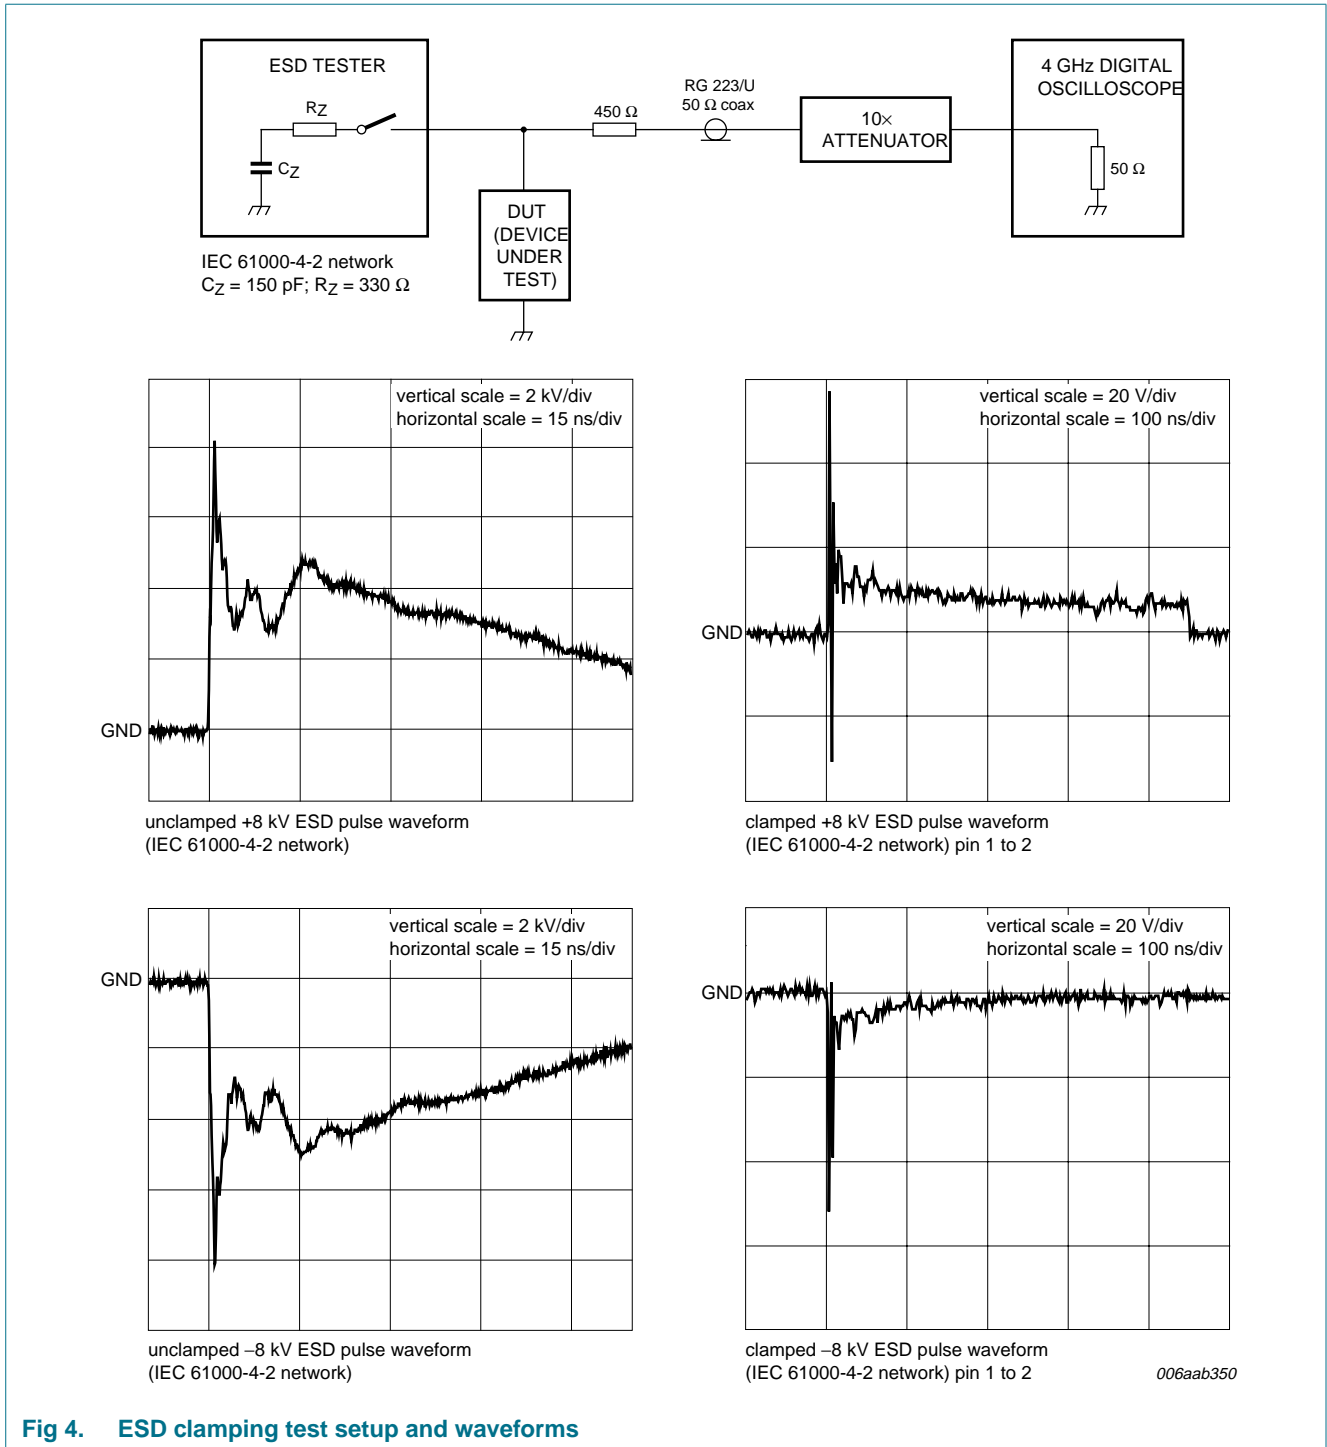 ESD TESTER
RZ
CZ
IEC 61000-4-2 network
CZ = 150 pF; RZ = 330 Ω
DUT
(DEVICE
UNDER
TEST)
450 Ω
RG 223/U
50 Ω coax
10×
ATTENUATOR
4 GHz DIGITAL
OSCILLOSCOPE
50 Ω
vertical scale = 2 kV/div
horizontal scale = 15 ns/div
GND
unclamped +8 kV ESD pulse waveform
(IEC 61000-4-2 network)
vertical scale = 20 V/div
horizontal scale = 100 ns/div
GND
clamped +8 kV ESD pulse waveform
(IEC 61000-4-2 network) pin 1 to 2
vertical scale = 2 kV/div
horizontal scale = 15 ns/div
GND
unclamped −8 kV ESD pulse waveform
(IEC 61000-4-2 network)
vertical scale = 20 V/div
horizontal scale = 100 ns/div
GND
clamped −8 kV ESD pulse waveform
(IEC 61000-4-2 network) pin 1 to 2
006aab350
Fig 4. ESD clamping test setup and waveforms